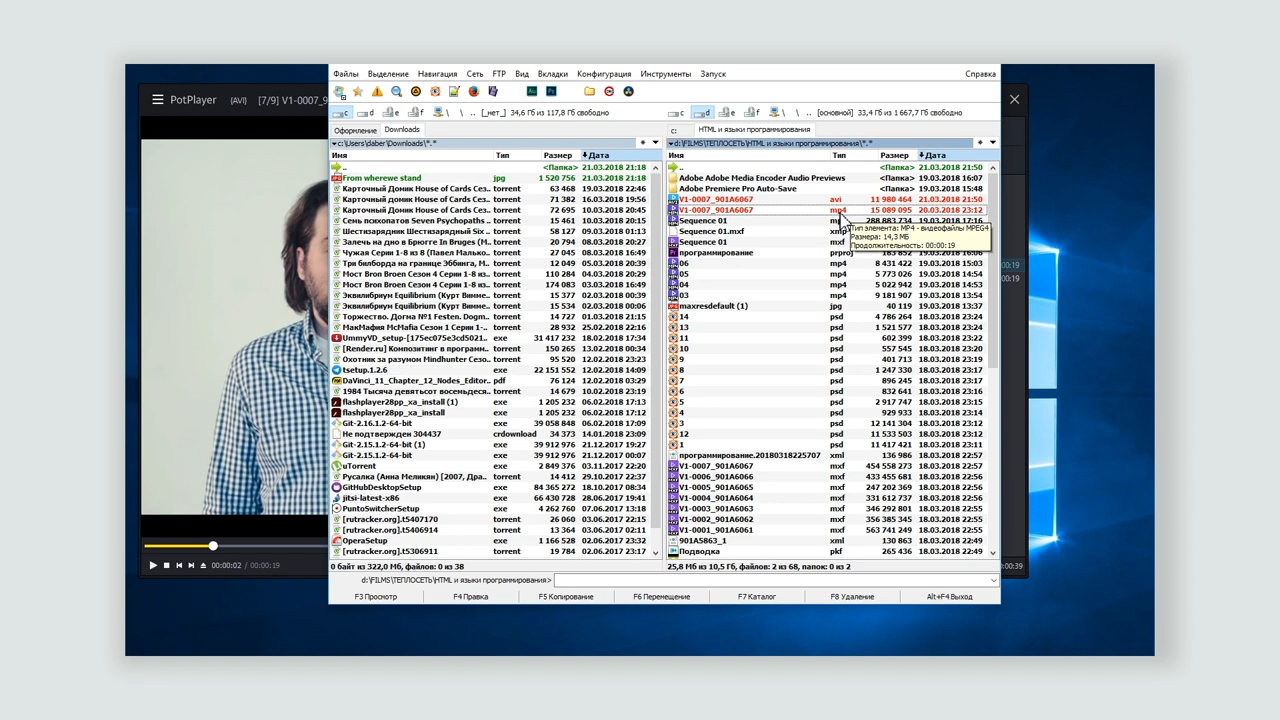 PotPlayer (AVI) [7/9] V1-0007_9
Файлы Выделение Навигация Сеть FTP Вид Вкладки Конфигурация Инструменты Запуск Справка
c d e f \ \ .. [_нет_] 34,6 Гб из 117,8 Гб свободно
c d e f \ \ .. [основной] 33,4 Гб из 1 667,7 Гб свободно
Оформление Downloads
c:\Users\daber\Downloads\*.*
Имя Тип Размер Дата
.. <Папка> 21.03.2018 21:18
From wherewe stand jpg 1 520 756 21.03.2018 21:18
Карточный Домик House of Cards Сез.. torrent 63 468 19.03.2018 22:46
Карточный Домик House of Cards Сез.. torrent 71 382 16.03.2018 19:56
Карточный Домик House of Cards Сез.. torrent 72 695 10.03.2018 20:45
Семь психопатов Seven Psychopaths ... torrent 15 461 10.03.2018 20:15
Шестизарядник Six .. torrent 58 127 09.03.2018 01:13
Залечь на дно в Брюгге In Bruges (М... torrent 20 794 08.03.2018 20:27
Чужая Серии 1-8 из 8 (Павел Малько.. torrent 27 045 08.03.2018 16:49
Три билборда на границе Эббинга, М.. torrent 12 049 05.03.2018 20:39
Мост Bron Broen Сезон 4 Серии 1-8 и.. torrent 110 284 04.03.2018 20:29
Мост Bron Broen Сезон 4 Серии 1-8 и.. torrent 174 083 03.03.2018 16:49
Эквилибриум Equilibrium (Курт Вимме.. torrent 15 377 02.03.2018 00:39
Эквилибриум Equilibrium (Курт Вимме.. torrent 15 534 02.03.2018 00:06
Торжество. Догма №1 Festen. Dogm.. torrent 14 727 01.03.2018 21:15
МакМафия McMafia Сезон 1 Серии 1-.. torrent 28 932 25.02.2018 22:16
UmmyVD_setup-[175ec075e3cd5021.. exe 31 417 232 18.02.2018 17:34
[Render.ru] Композитинг в программ.. torrent 150 265 13.02.2018 00:34
Охотник за разумом Mindhunter Сезо.. torrent 95 520 12.02.2018 23:23
tsetup.1.2.6 exe 22 151 552 12.02.2018 14:09
DaVinci_11_Chapter_12_Nodes_Editor.. pdf 76 124 12.02.2018 03:29
1984 Тысяча девятьсот восемьдеся.. torrent 14 679 10.02.2018 23:32
flashplayer28pp_xa_install (1) exe 1 205 232 06.02.2018 17:13
flashplayer28pp_xa_install exe 1 205 232 06.02.2018 17:12
Git-2.16.1.2-64-bit exe 39 058 848 06.02.2018 17:09
Не подтвержден 304437 crdownload 34 373 14.01.2018 23:09
Git-2.15.1.2-64-bit (1) exe 39 912 976 21.12.2017 19:27
Git-2.15.1.2-64-bit exe 39 912 976 21.12.2017 00:07
uTorrent exe 2 849 376 03.11.2017 22:20
Русалка (Анна Меликян) [2007, Дра.. torrent 14 412 29.10.2017 22:37
GitHubDesktopSetup exe 84 365 272 18.10.2017 08:34
jitsi-latest-x86 exe 66 430 728 28.06.2017 19:41
PuntoSwitcherSetup exe 4 262 760 07.06.2017 13:18
[rutracker.org].t5407170 torrent 26 060 03.06.2017 22:15
[rutracker.org].t5406914 torrent 13 364 03.06.2017 02:11
OperaSetup exe 1 166 528 02.06.2017 23:32
[rutracker.org].t5306911 torrent 19 784 02.06.2017 23:17
0 байт из 322,0 Мб, файлы: 0 из 38
c: HTML и языки программирования
d:\FILMS\ТЕПЛОСЕТЬ\HTML и языки программирования\*.*
Имя Тип Размер Дата
.. <Папка> 21.03.2018 21:50
Adobe Adobe Media Encoder Audio Previews <Папка> 19.03.2018 16:07
Adobe Premiere Pro Auto-Save <Папка> 19.03.2018 15:48
V1-0007_901A6067 avi 11 980 464 21.03.2018 21:50
V1-0007_901A6067 mp4 15 089 095 20.03.2018 23:12
Sequence 01 288 883 734 19.03.2018 17:16
Sequence 01.mxf
Sequence 01
программирование prproj
Тип элемента: MP4 - видеофайлы MPEG4
Размера: 14,3 МБ
Продолжительность: 00:00:19
06 mp4 8 431 422 19.03.2018 15:03
05 mp4 5 773 026 19.03.2018 14:54
04 mp4 5 022 942 19.03.2018 14:53
03 mp4 9 181 907 19.03.2018 13:54
maxresdefault (1) jpg 40 119 19.03.2018 13:37
14 psd 4 786 264 18.03.2018 23:24
13 psd 1 521 577 18.03.2018 23:24
11 psd 602 399 18.03.2018 23:22
10 psd 557 545 18.03.2018 23:20
9 psd 401 713 18.03.2018 23:19
8 psd 1 247 330 18.03.2018 23:17
7 psd 896 245 18.03.2018 23:17
6 psd 832 641 18.03.2018 23:16
5 psd 2 917 747 18.03.2018 23:15
4 psd 929 933 18.03.2018 23:14
3 psd 12 141 304 18.03.2018 23:12
12 psd 11 533 503 18.03.2018 23:12
1 psd 11 417 421 18.03.2018 23:11
программирование.20180318225707 xml 136 986 18.03.2018 22:57
V1-0007_901A6067 mxf 454 558 273 18.03.2018 22:57
V1-0006_901A6066 mxf 433 455 681 18.03.2018 22:57
V1-0005_901A6065 mxf 247 202 369 18.03.2018 22:56
V1-0004_901A6064 mxf 331 612 737 18.03.2018 22:56
V1-0003_901A6063 mxf 346 292 801 18.03.2018 22:55
V1-0002_901A6062 mxf 356 385 345 18.03.2018 22:55
V1-0001_901A6061 mxf 563 741 249 18.03.2018 22:55
901A5863_1 xml 130 863 18.03.2018 22:49
Подводка pkf 265 436 18.03.2018 22:49
25,8 Мб из 10,5 Гб, файлы: 2 из 68, папок: 0 из 2
d:\FILMS\ТЕПЛОСЕТЬ\HTML и языки программирования>
F3 Просмотр F4 Правка F5 Копирование F6 Перемещение F7 Каталог F8 Удаление Alt+F4 Выход
00:00:02 / 00:00:19
00:00:19
00:19
00:39